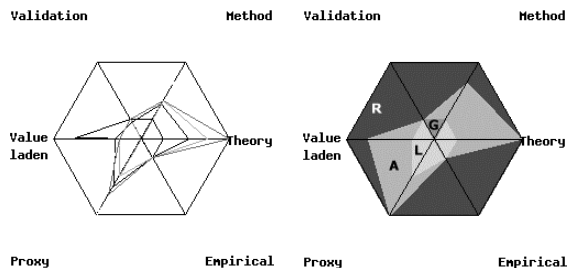 Validation Method
Value laden
Theory
Proxy Empirical
Validation Method
R
G
Value laden
L
Theory
A
Proxy Empirical